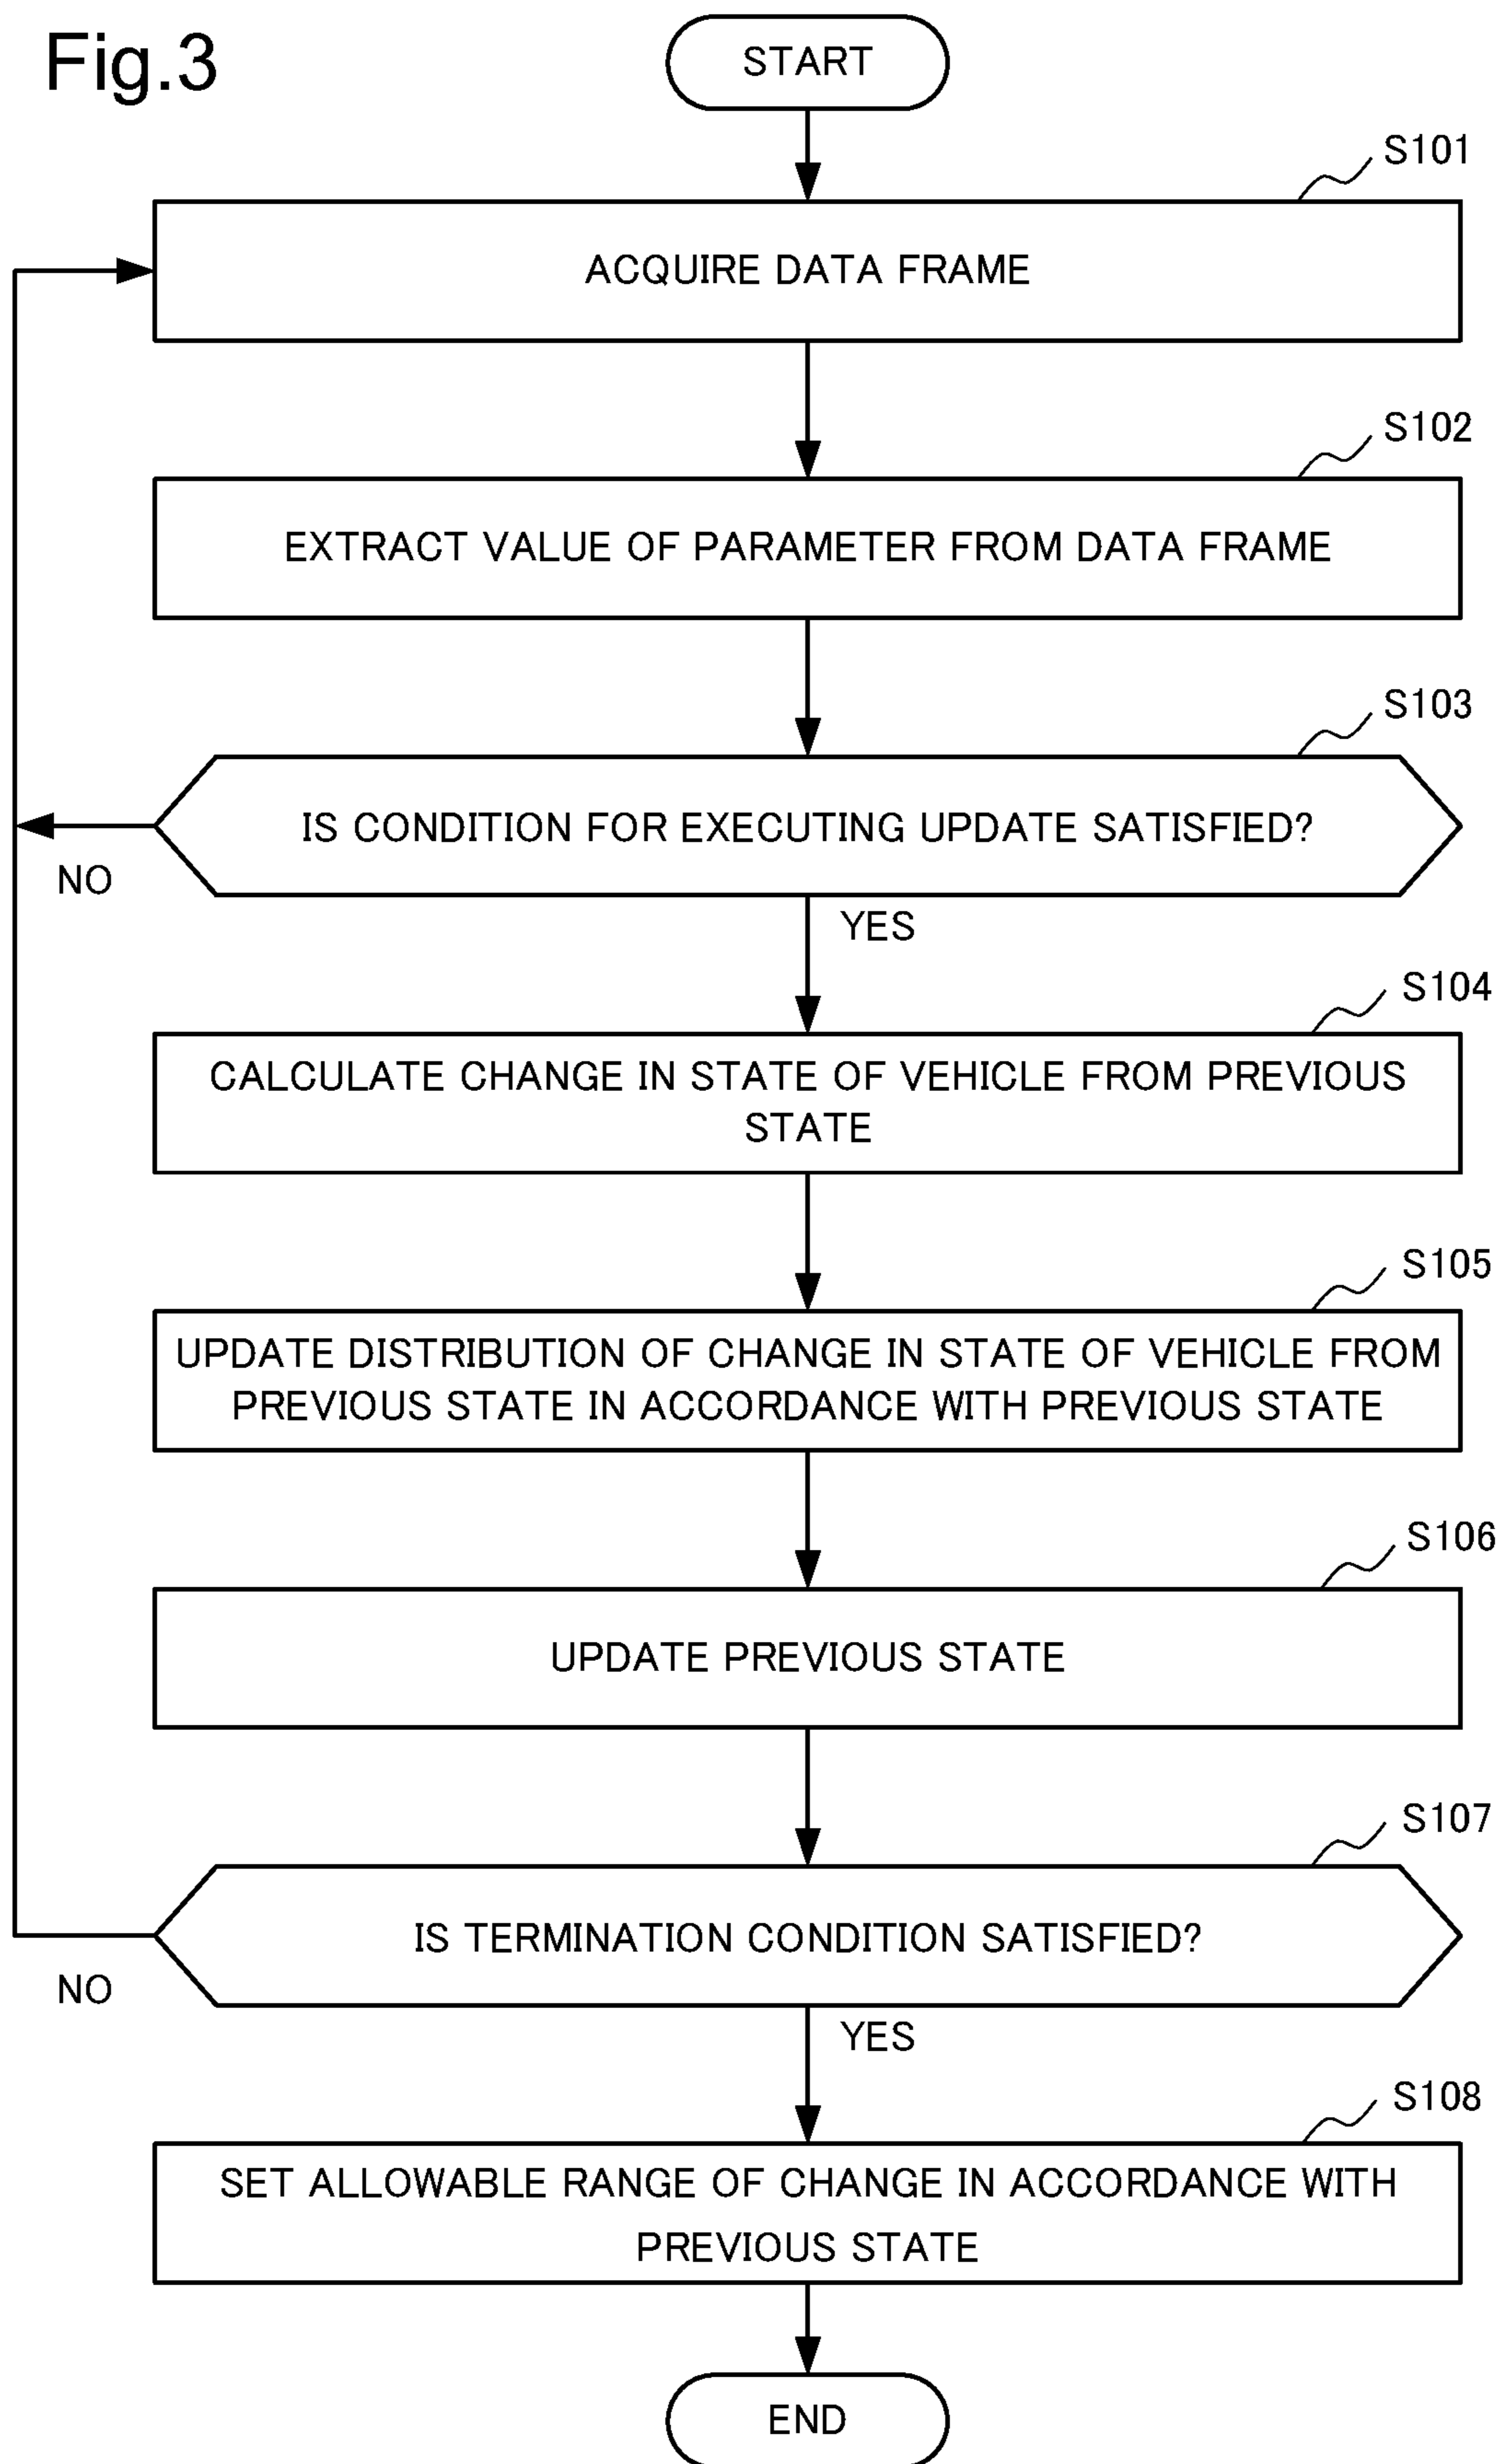 Fig.3
START
S101
ACQUIRE DATA FRAME
S102
EXTRACT VALUE OF PARAMETER FROM DATA FRAME
S103
IS CONDITION FOR EXECUTING UPDATE SATISFIED?
NO
YES
S104
CALCULATE CHANGE IN STATE OF VEHICLE FROM PREVIOUS
STATE
S105
UPDATE DISTRIBUTION OF CHANGE IN STATE OF VEHICLE FROM
PREVIOUS STATE IN ACCORDANCE WITH PREVIOUS STATE
S106
UPDATE PREVIOUS STATE
S107
IS TERMINATION CONDITION SATISFIED?
NO
YES
S108
SET ALLOWABLE RANGE OF CHANGE IN ACCORDANCE WITH
PREVIOUS STATE
END